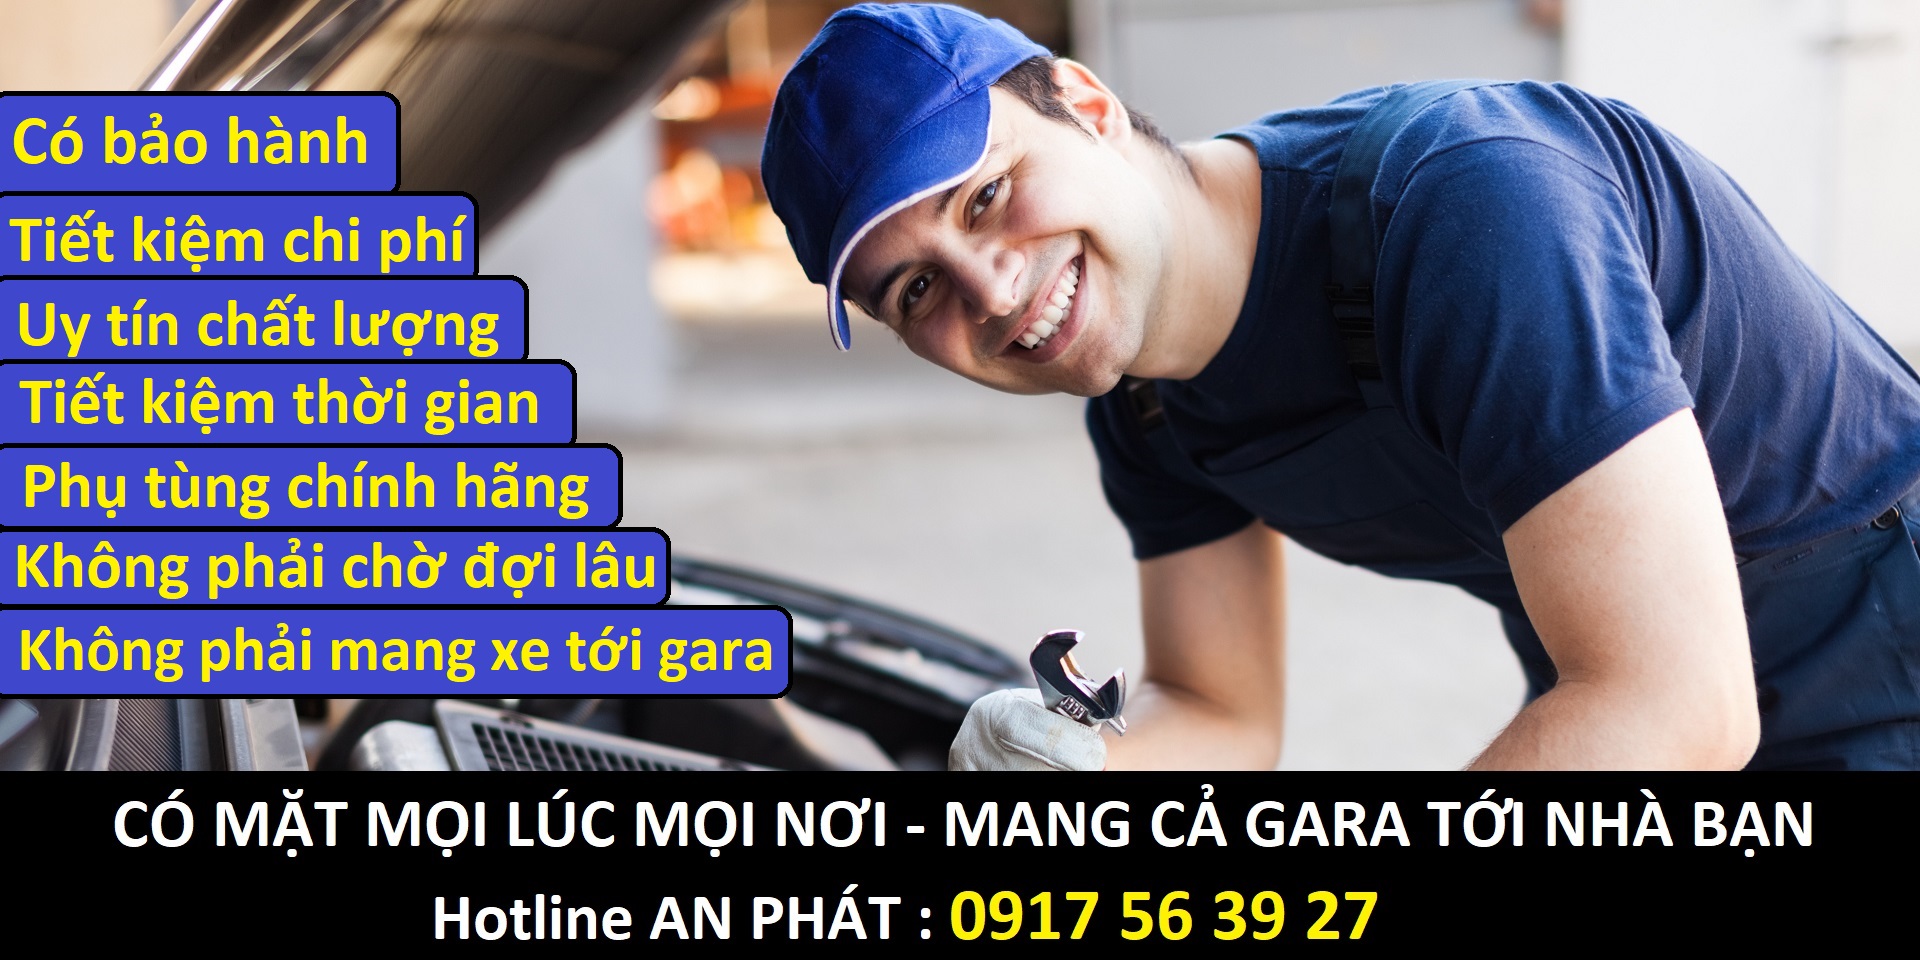 Có bảo hành
Tiết kiệm chi phí
Uy tín chất lượng
Tiết kiệm thời gian
Phụ tùng chính hãng
Không phải chờ đợi lâu
Không phải mang xe tới gara
CÓ MẶT MỌI LÚC MỌI NƠI - MANG CẢ GARA TỚI NHÀ BẠN
Hotline AN PHÁT : 0917 56 39 27